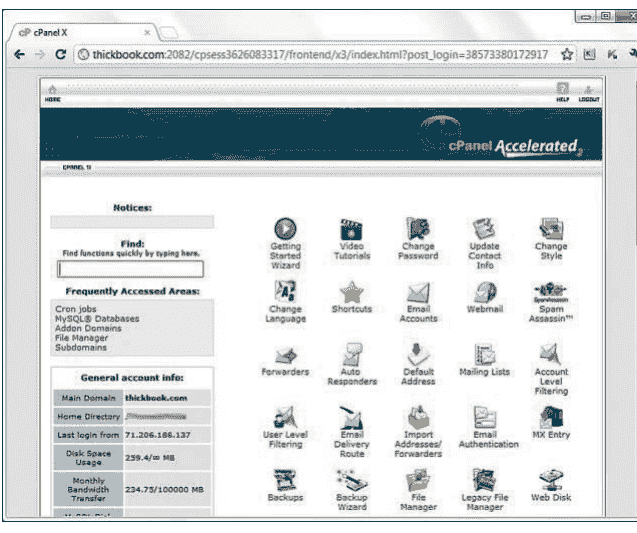 cP cPanel X
thickbook.com:2082/cpsess3626083317/frontend/x3/index.html?post_login=38573380172917
HOME
HELP
LOGOUT
cPanel Accelerated2
CPANEL 11
Notices:
Find:
Find functions quickly by typing here.
Frequently Accessed Areas:
Cron jobs
MySQL® Databases
Addon Domains
File Manager
Subdomains
General account info:
Main Domain thickbook.com
Home Directory
Last login from 71.206.186.137
Disk Space
Usage
259.4/∞ MB
Monthly
Bandwidth
Transfer
234.75/100000 MB
Getting
Started
Wizard
Video
Tutorials
Change
Password
Update
Contact
Info
Change
Style
Change
Language
Shortcuts
Email
Accounts
Webmail
Spam
Assassin™
Forwarders
Auto
Responders
Default
Address
Mailing Lists
Account
Level
Filtering
User Level
Filtering
Email
Delivery
Route
Import
Addresses/
Forwarders
Email
Authentication
MX Entry
Backups
Backup
Wizard
File
Manager
Legacy File
Manager
Web Disk